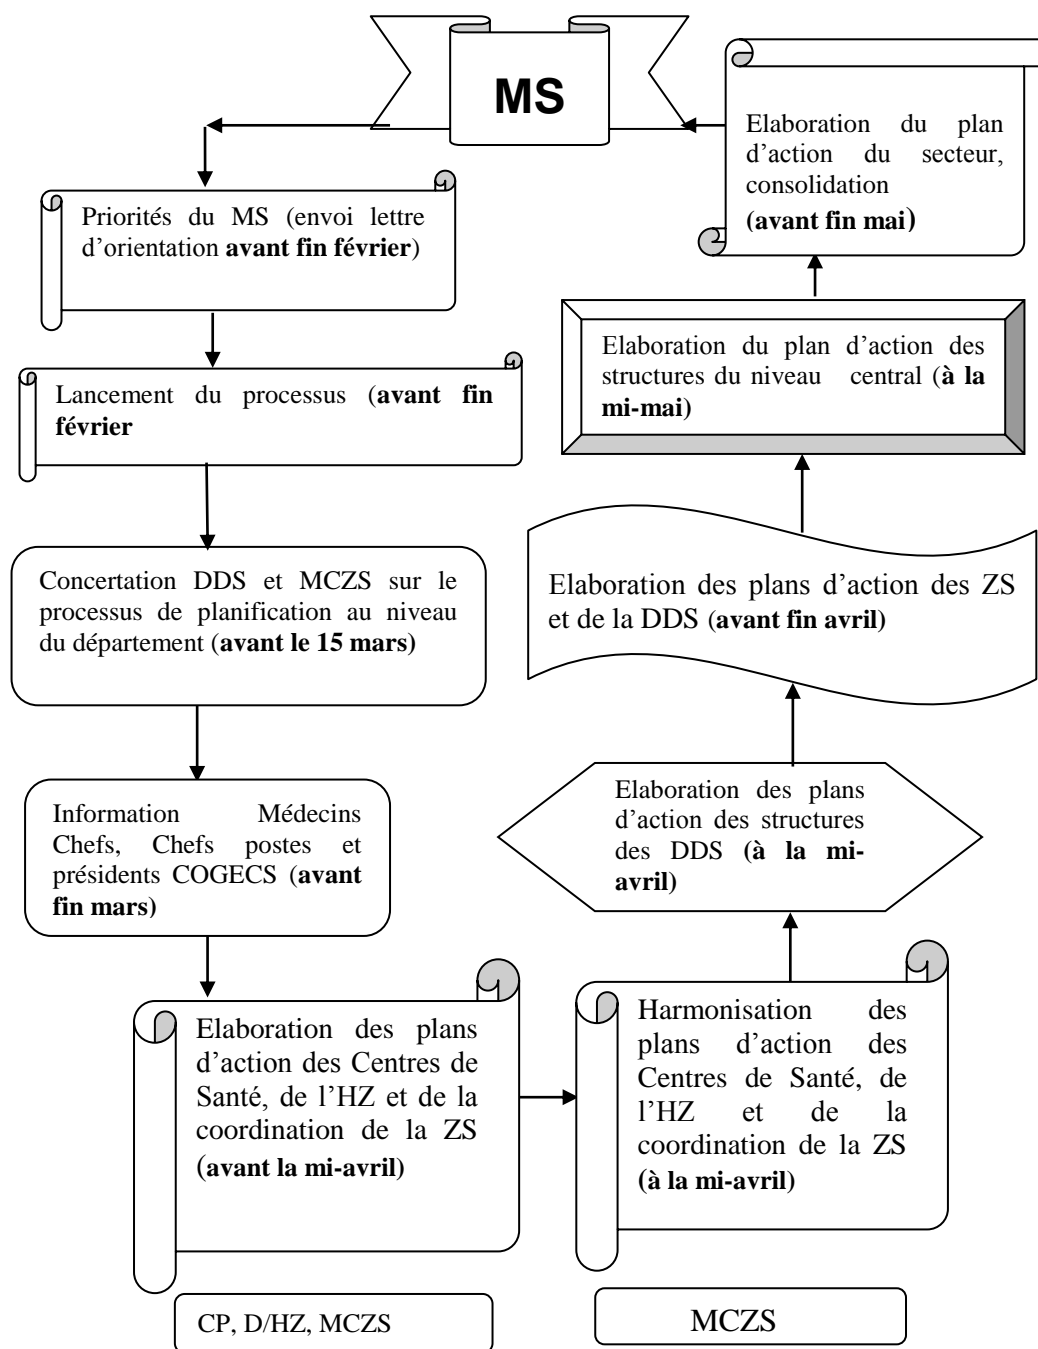 MS
Priorités du MS (envoi lettre
d’orientation avant fin février)
Lancement du processus (avant fin
février
Concertation DDS et MCZS sur le
processus de planification au niveau
du département (avant le 15 mars)
Information Médecins
Chefs, Chefs postes et
présidents COGECS (avant
fin mars)
Elaboration des plans
d’action des Centres de
Santé, de l’HZ et de la
coordination de la ZS
(avant la mi-avril)
CP, D/HZ, MCZS
Harmonisation des
plans d’action des
Centres de Santé, de
l’HZ et de la
coordination de la ZS
(à la mi-avril)
MCZS
Elaboration des plans
d’action des structures
des DDS (à la mi-
avril)
Elaboration des plans d’action des ZS
et de la DDS (avant fin avril)
Elaboration du plan d’action des
structures du niveau central (à la
mi-mai)
Elaboration du plan
d’action du secteur,
consolidation
(avant fin mai)